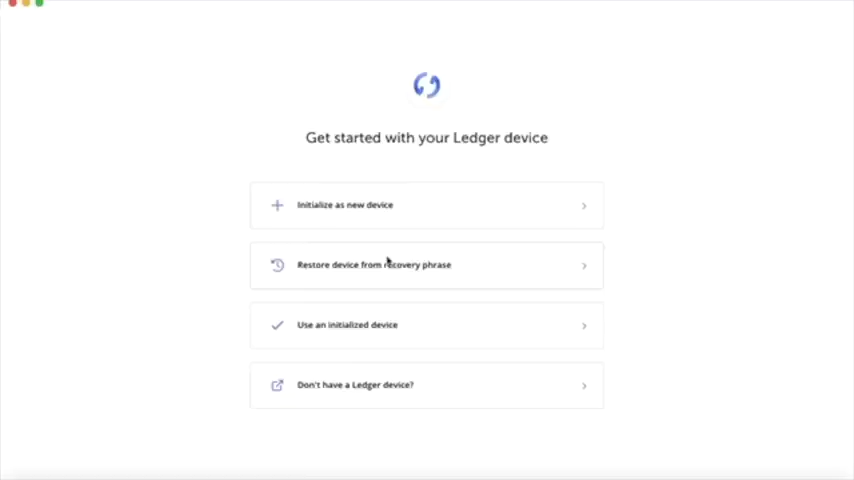 Get started with your Ledger device
Initialize as new device
Restore device from recovery phrase
Use an initialized device
Don't have a Ledger device?